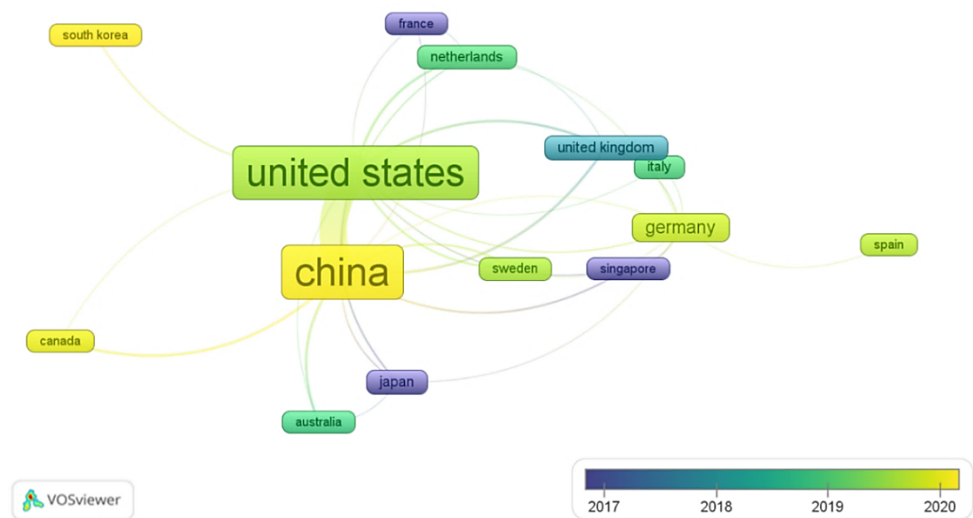 france
south korea
netherlands
united kingdom
italy
united states
germany
spain
sweden
singapore
china
canada
japan
australia
VOSviewer
2017
2018
2019
2020